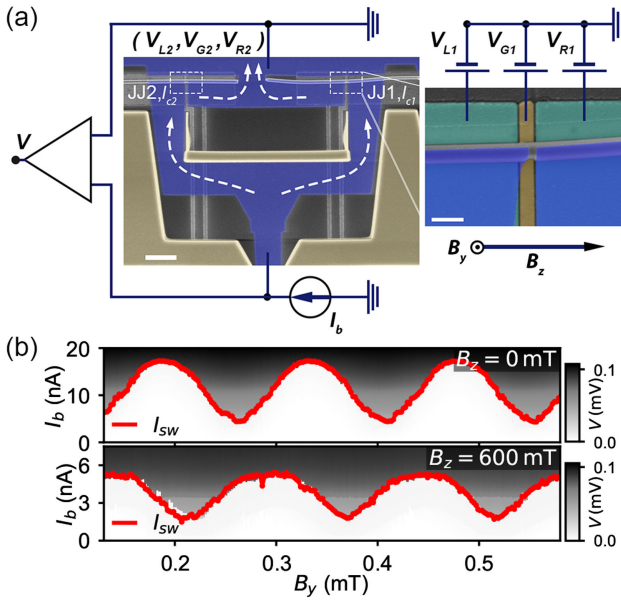 (a)
(V_L2, V_G2, V_R2)
V_L1 V_G1 V_R1
JJ2, I_c2
JJ1, I_c1
V
B_y
B_z
I_b
(b)
20
10
0
I_b (nA)
B_z = 0 mT
I_SW
0.1
0.0
V (mV)
6
3
0
I_b (nA)
B_z = 600 mT
I_SW
0.1
0.0
V (mV)
0.2 0.3 0.4 0.5
B_y (mT)